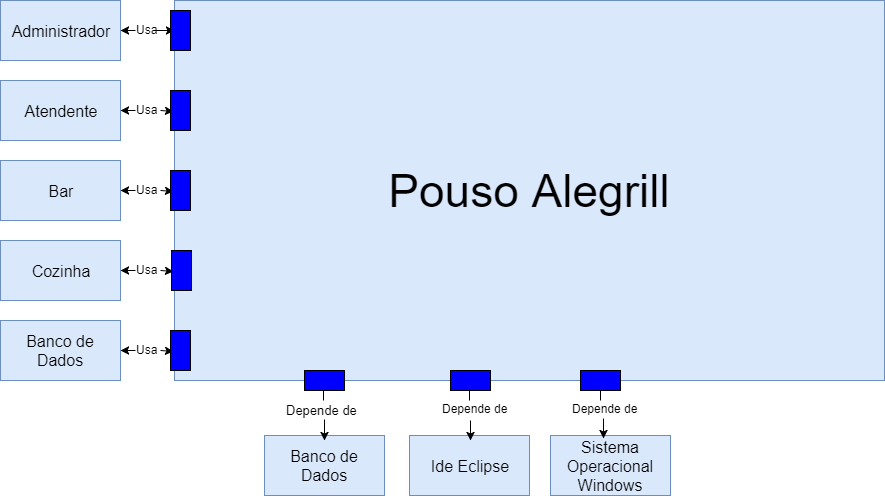 Administrador
Usa
Atendente
Usa
Bar
Usa
Pouso Alegrill
Cozinha
Usa
Banco de
Dados
Usa
Depende de
Depende de
Depende de
Banco de
Dados
Ide Eclipse
Sistema
Operacional
Windows